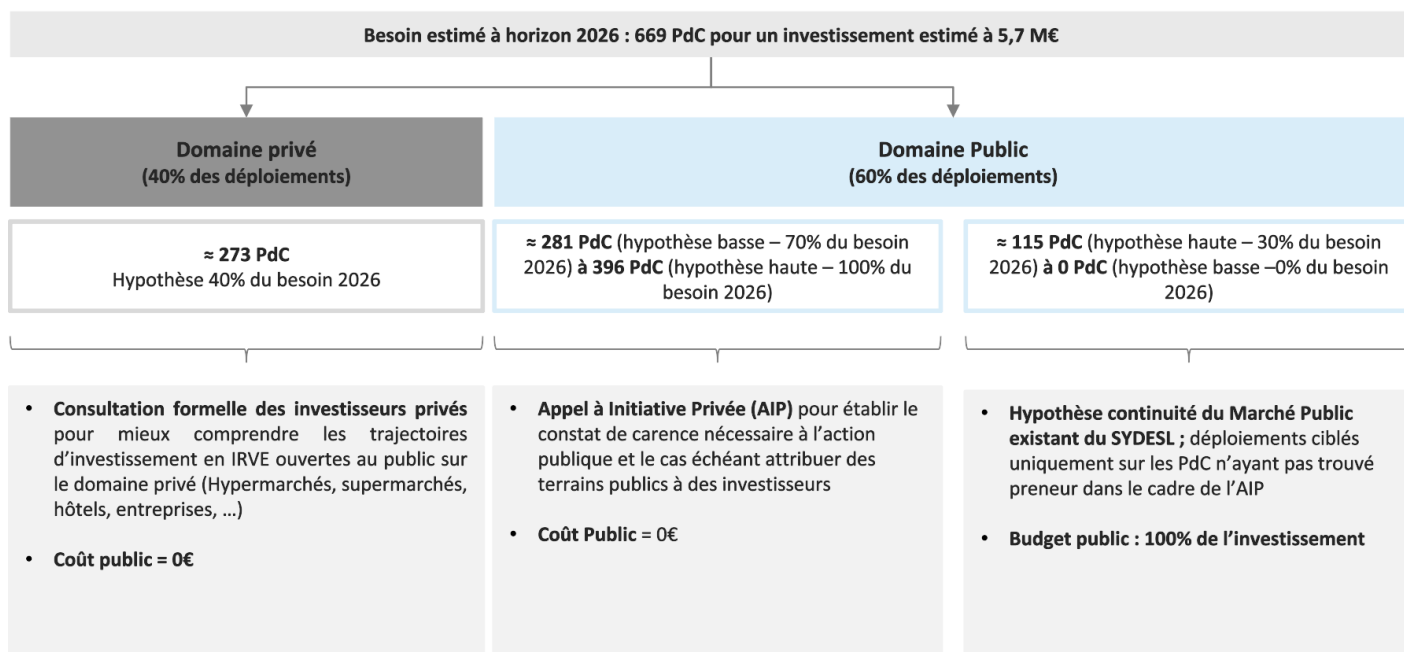 Besoin estimé à horizon 2026 : 669 PdC pour un investissement estimé à 5,7 M€
Domaine privé
(40% des déploiements)
Domaine Public
(60% des déploiements)
≈ 273 PdC
Hypothèse 40% du besoin 2026
≈ 281 PdC (hypothèse basse – 70% du besoin
2026) à 396 PdC (hypothèse haute – 100% du
besoin 2026)
≈ 115 PdC (hypothèse haute – 30% du besoin
2026) à 0 PdC (hypothèse basse –0% du besoin
2026)
• Consultation formelle des investisseurs privés
pour mieux comprendre les trajectoires
d’investissement en IRVE ouvertes au public sur
le domaine privé (Hypermarchés, supermarchés,
hôtels, entreprises, …)
• Coût public = 0€
• Appel à Initiative Privée (AIP) pour établir le
constat de carence nécessaire à l’action
publique et le cas échéant attribuer des
terrains publics à des investisseurs
• Coût Public = 0€
• Hypothèse continuité du Marché Public
existant du SYDESL ; déploiements ciblés
uniquement sur les PdC n’ayant pas trouvé
preneur dans le cadre de l’AIP
• Budget public : 100% de l’investissement